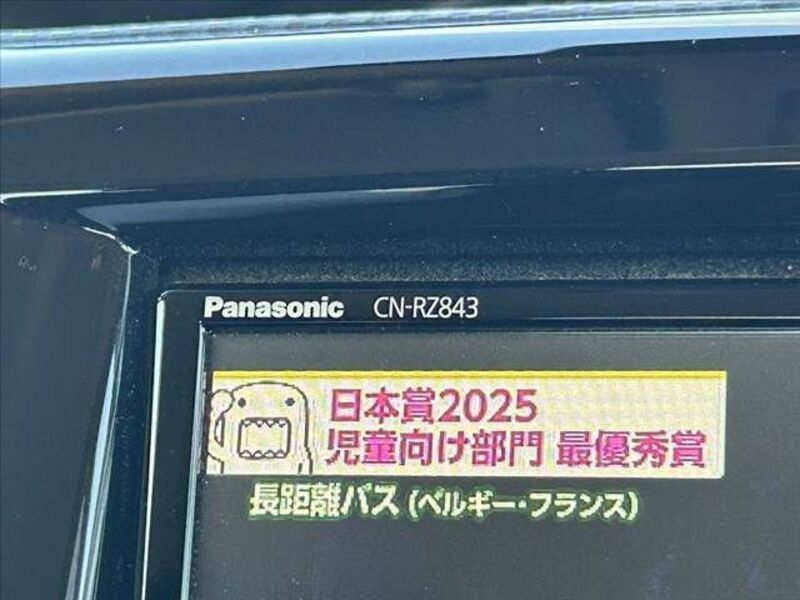 Panasonic CN-RZ843
日本賞2025
児童向け部門 最優秀賞
長距離バス (ベルギー・フランス)